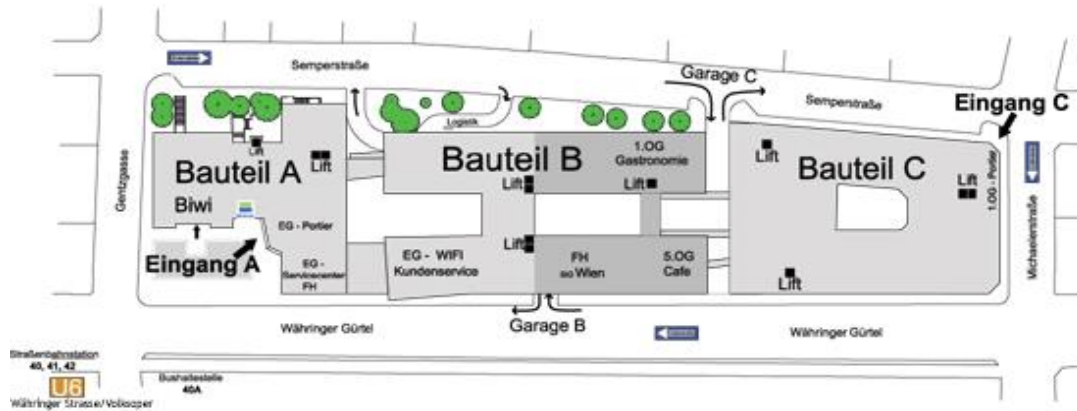 Garage C
Semperstraße
Semperstraße
Eingang C
Logistik
Gentzgasse
Bauteil A
Lift
Lift
Biwi
EG - Portier
Eingang A
EG -
Servicecenter
FH
Bauteil B
1.OG
Gastronomie
Lift
Lift
Lift
EG - WIFI
Kundenservice
FH
Wien
5.OG
Cafe
Bauteil C
Lift
Lift
Lift
1.OG - Portier
Michaelerstraße
Währinger Gürtel
Garage B
Währinger Gürtel
Straßenbahnstation
40, 41, 42
U6
Währinger Strasse/Volksoper
Bushaltestelle
40A